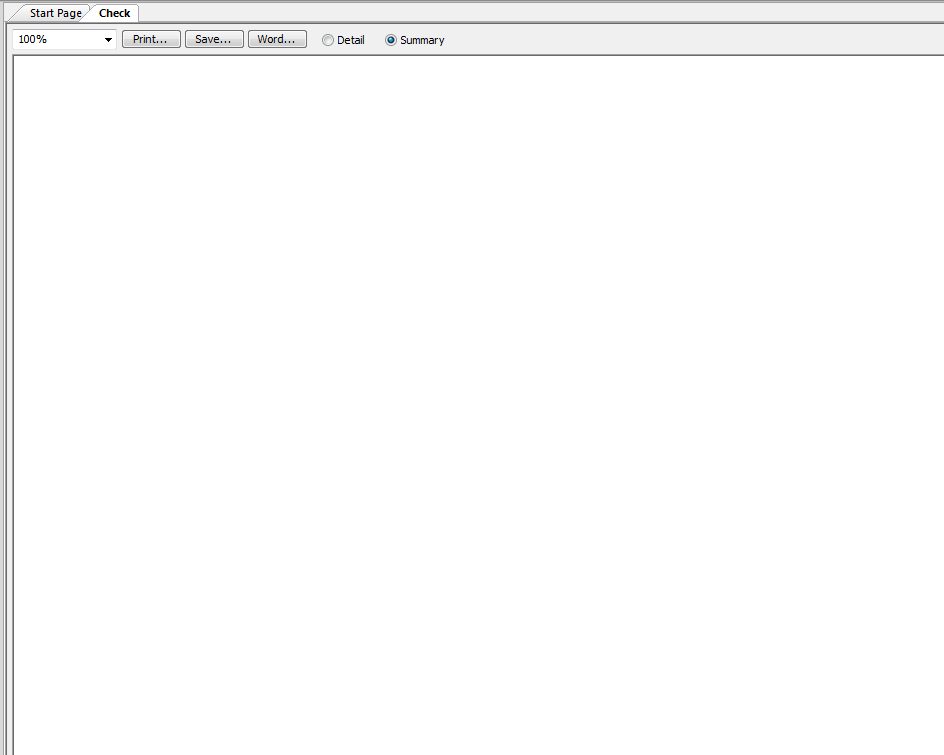 Start Page Check
100% Print... Save... Word... Detail Summary